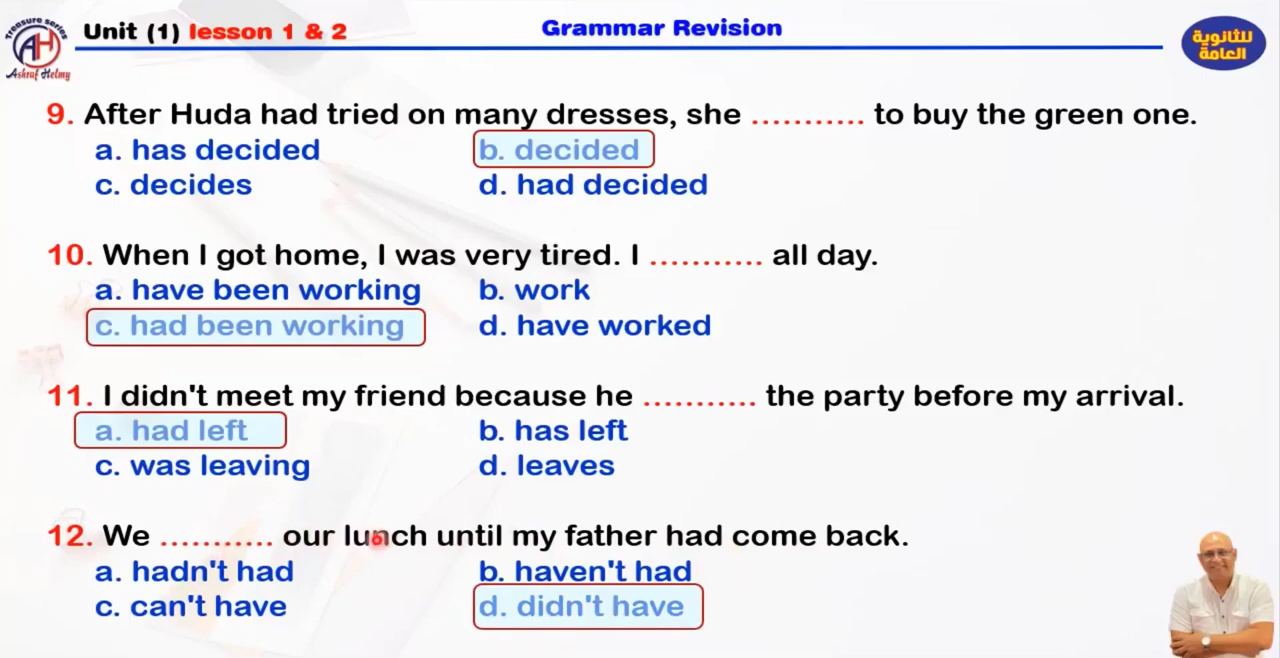 Treasure series
AH
Ashraf Helmy
Unit (1) lesson 1 & 2
Grammar Revision
للثانوية
العامة
9. After Huda had tried on many dresses, she ........... to buy the green one.
a. has decided b. decided
c. decides d. had decided
10. When I got home, I was very tired. I ........... all day.
a. have been working b. work
c. had been working d. have worked
11. I didn't meet my friend because he ........... the party before my arrival.
a. had left b. has left
c. was leaving d. leaves
12. We ........... our lunch until my father had come back.
a. hadn't had b. haven't had
c. can't have d. didn't have